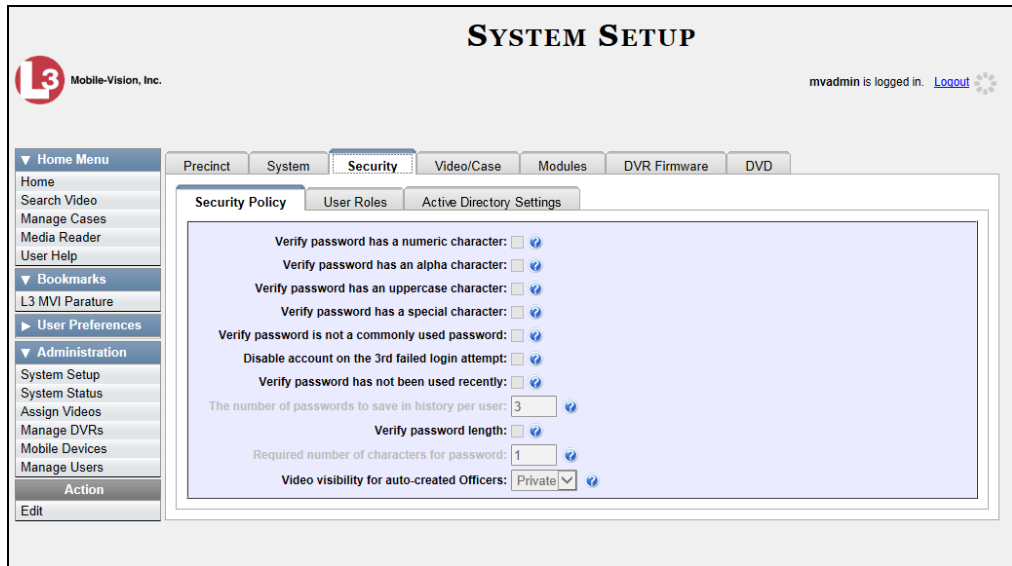 SYSTEM SETUP
L3 Mobile-Vision, Inc.
mvadmin is logged in. Logout
Home Menu
Home
Search Video
Manage Cases
Media Reader
User Help
Bookmarks
L3 MVI Parature
User Preferences
Administration
System Setup
System Status
Assign Videos
Manage DVRs
Mobile Devices
Manage Users
Action
Edit
Precinct System Security Video/Case Modules DVR Firmware DVD
Security Policy User Roles Active Directory Settings
Verify password has a numeric character: ?
Verify password has an alpha character: ?
Verify password has an uppercase character: ?
Verify password has a special character: ?
Verify password is not a commonly used password: ?
Disable account on the 3rd failed login attempt: ?
Verify password has not been used recently: ?
The number of passwords to save in history per user: 3 ?
Verify password length: ?
Required number of characters for password: 1 ?
Video visibility for auto-created Officers: Private ?